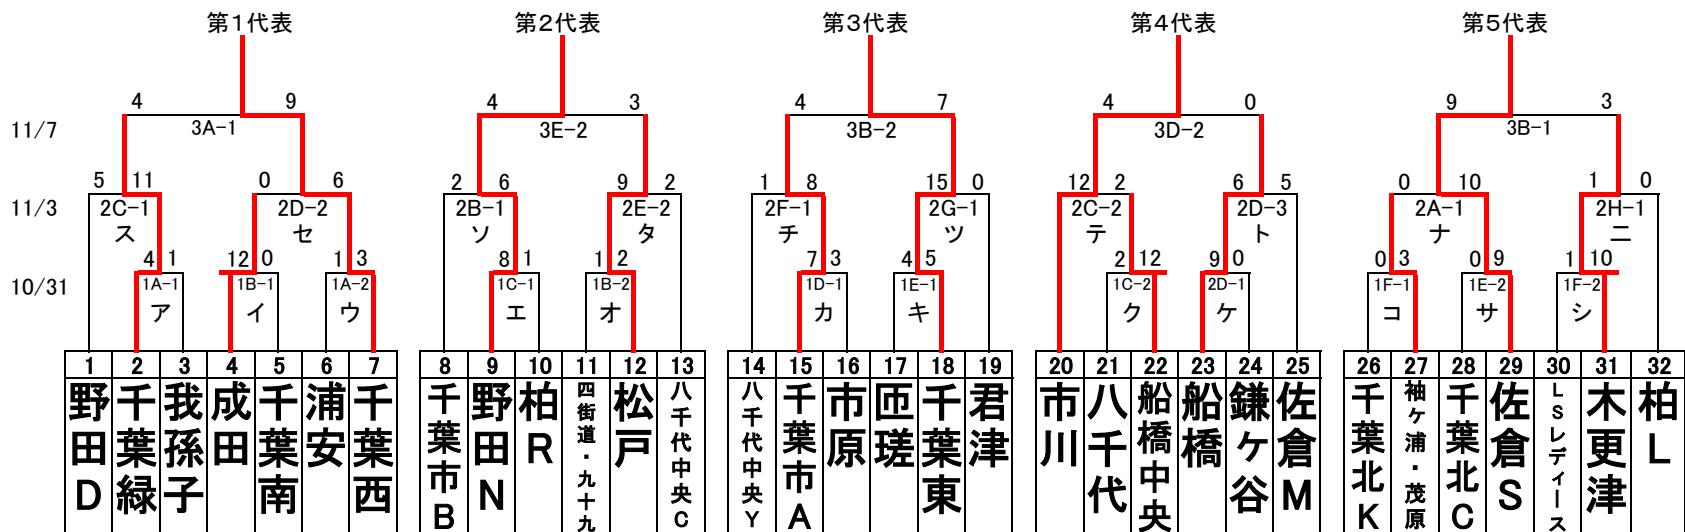 第1代表 第2代表 第3代表 第4代表 第5代表
4 9 4 3 4 7 4 0 9 3
11/7 3A-1 3E-2 3B-2 3D-2 3B-1
5 11 0 6 2 6 9 2 1 8 15 0 12 2 6 5 0 10 1 0
11/3 2C-1 2D-2 2B-1 2E-2 2F-1 2G-1 2C-2 2D-3 2A-1 2H-1
ス セ ソ タ チ ツ テ ト ナ ニ
4 1 12 0 1 3 8 1 1 2 7 3 4 5 2 12 9 0 0 3 0 9 1 10
10/31 1A-1 1B-1 1A-2 1C-1 1B-2 1D-1 1E-1 1C-2 2D-1 1F-1 1E-2 1F-2
ア イ ウ エ オ カ キ ク ケ コ サ シ
1 2 3 4 5 6 7 8 9 10 11 12 13 14 15 16 17 18 19 20 21 22 23 24 25 26 27 28 29 30 31 32
野田D
千葉緑
我孫子
成田
千葉南
浦安
千葉西
千葉市B
野田N
柏R
四街道・九十九
松戸
八千代中央C
八千代中央Y
千葉市A
市原
匝瑳
千葉東
君津
市川
八千代
船橋中央
船橋
鎌ケ谷
佐倉M
千葉北K
袖ケ浦・茂原
千葉北C
佐倉S
LSレディース
木更津
柏L